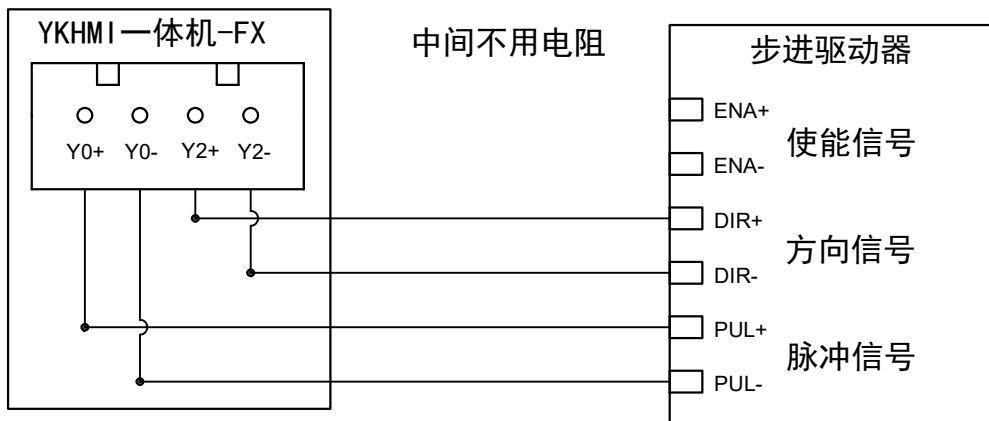 YKHMI一体机-FX
中间不用电阻
步进驱动器
Y0+ Y0- Y2+ Y2-
ENA+
使能信号
ENA-
DIR+
方向信号
DIR-
PUL+
脉冲信号
PUL-